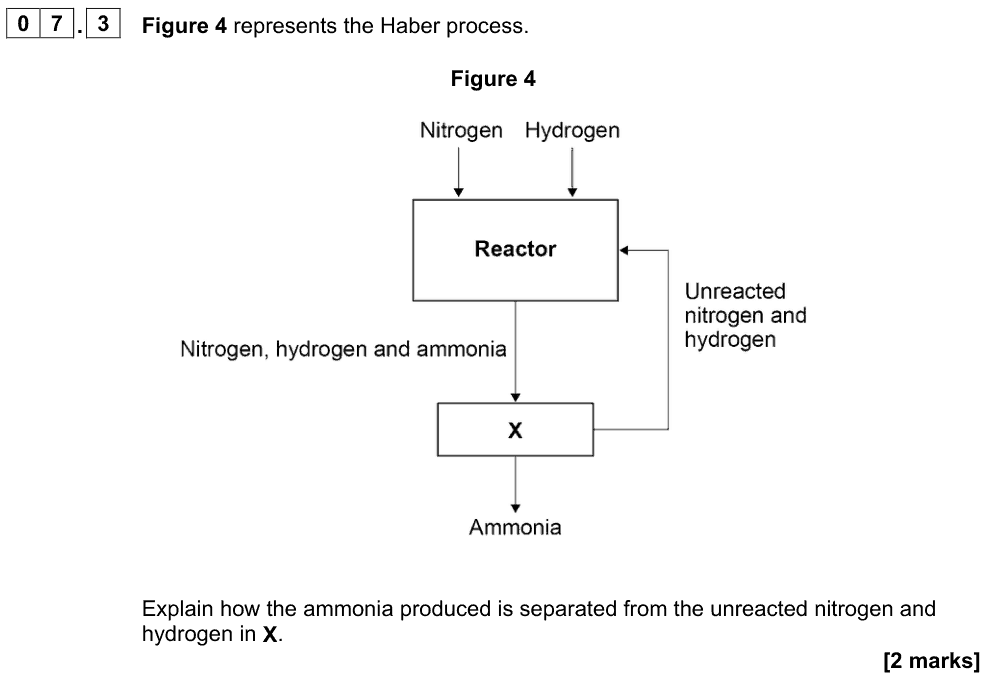 0 7 . 3 Figure 4 represents the Haber process.
Figure 4
Nitrogen Hydrogen
Reactor
Unreacted
nitrogen and
hydrogen
Nitrogen, hydrogen and ammonia
X
Ammonia
Explain how the ammonia produced is separated from the unreacted nitrogen and
hydrogen in X.
[2 marks]